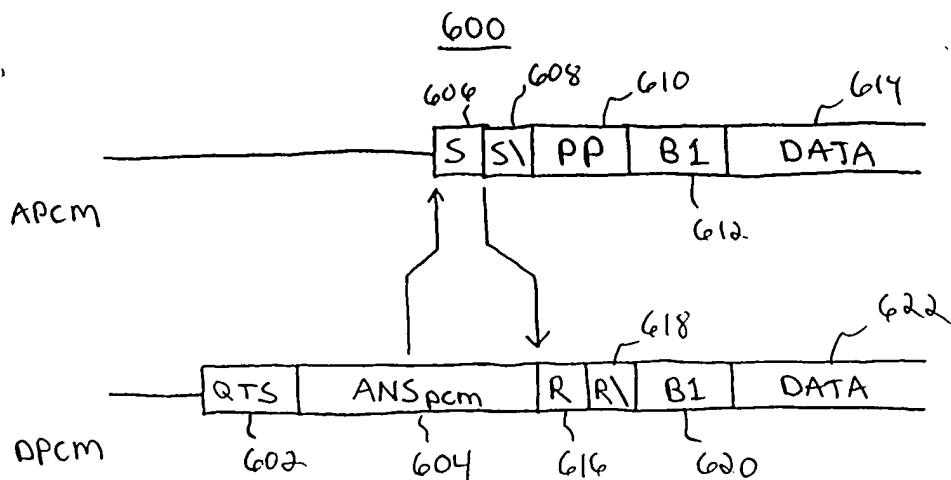 600
606 608 610 614
S S\ PP B1 DATA
APCM
612
618 622
QTS ANSpcm R R\ B1 DATA
DPCM
602 604 616 620